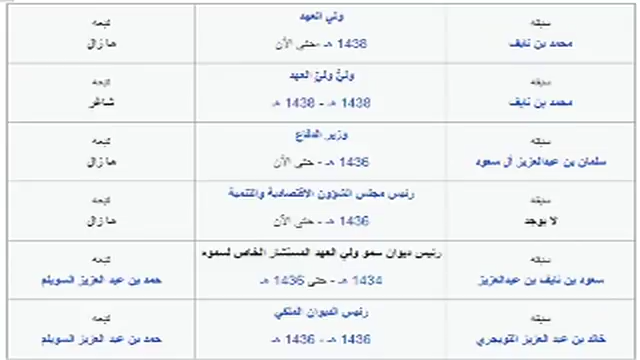 سبقه
محمد بن نايف
ولي العهد
1438 هـ -حتى الآن
تبعه
ما زال
سبقه
محمد بن نايف
وليُّ وليِّ العهد
1438 هـ - 1438 هـ
تبعه
شاغر
سبقه
سلمان بن عبدالعزيز آل سعود
وزير الدفاع
1436 هـ - حتى الآن
تبعه
ما زال
سبقه
لا يوجد
رئيس مجلس الشؤون الاقتصادية والتنمية
1436 هـ - حتى الآن
تبعه
ما زال
سبقه
سعود بن نايف بن عبدالعزيز
رئيس ديوان سمو ولي العهد المستشار الخاص لسموه
1434 هـ - حتى 1436 هـ
تبعه
حمد بن عبد العزيز السويلم
سبقه
خالد بن عبد العزيز التويجري
رئيس الديوان الملكي
1436 هـ - 1436 هـ
تبعه
حمد بن عبد العزيز السويلم